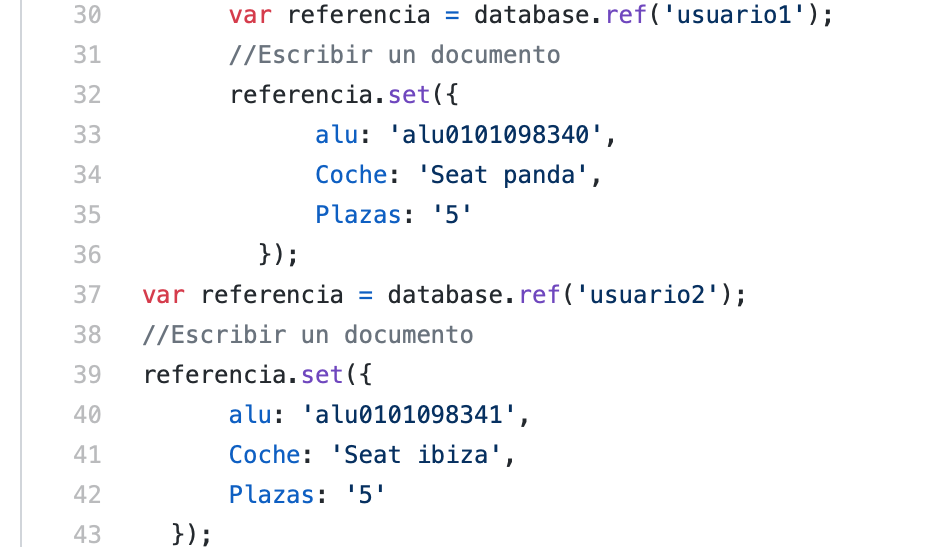 30 var referencia = database.ref('usuario1');
31 //Escribir un documento
32 referencia.set({
33 alu: 'alu0101098340',
34 Coche: 'Seat panda',
35 Plazas: '5'
36 });
37 var referencia = database.ref('usuario2');
38 //Escribir un documento
39 referencia.set({
40 alu: 'alu0101098341',
41 Coche: 'Seat ibiza',
42 Plazas: '5'
43 });